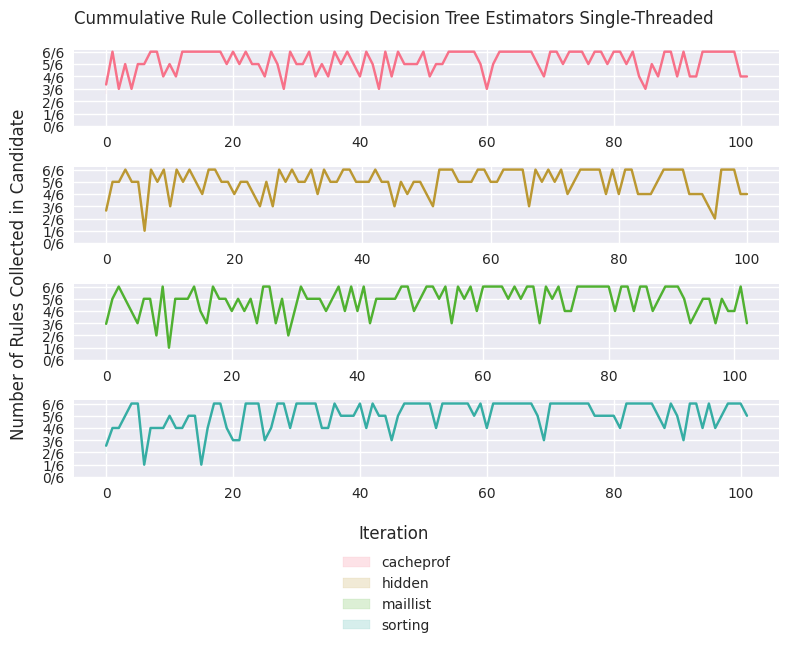 Cummulative Rule Collection using Decision Tree Estimators Single-Threaded
Number of Rules Collected in Candidate
6/6
5/6
4/6
3/6
2/6
1/6
0/6
0 20 40 60 80 100
6/6
5/6
4/6
3/6
2/6
1/6
0/6
0 20 40 60 80 100
6/6
5/6
4/6
3/6
2/6
1/6
0/6
0 20 40 60 80 100
6/6
5/6
4/6
3/6
2/6
1/6
0/6
0 20 40 60 80 100
Iteration
cacheprof
hidden
maillist
sorting